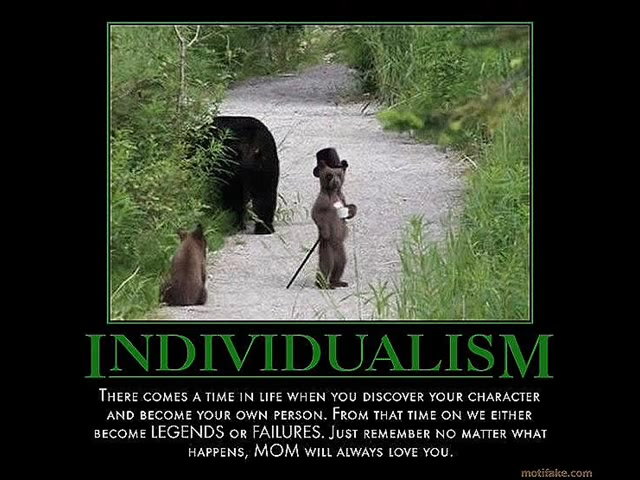 INDIVIDUALISM
THERE COMES A TIME IN LIFE WHEN YOU DISCOVER YOUR CHARACTER
AND BECOME YOUR OWN PERSON. FROM THAT TIME ON WE EITHER
BECOME LEGENDS OR FAILURES. JUST REMEMBER NO MATTER WHAT
HAPPENS, MOM WILL ALWAYS LOVE YOU.
motifake.com